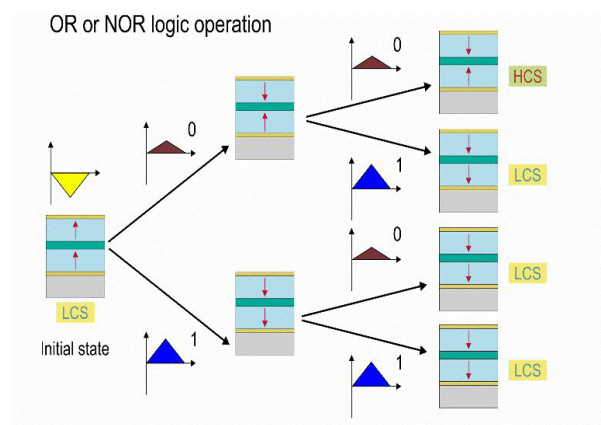 OR or NOR logic operation
0
HCS
0
1
LCS
0
LCS
LCS
Initial state
1
1
LCS